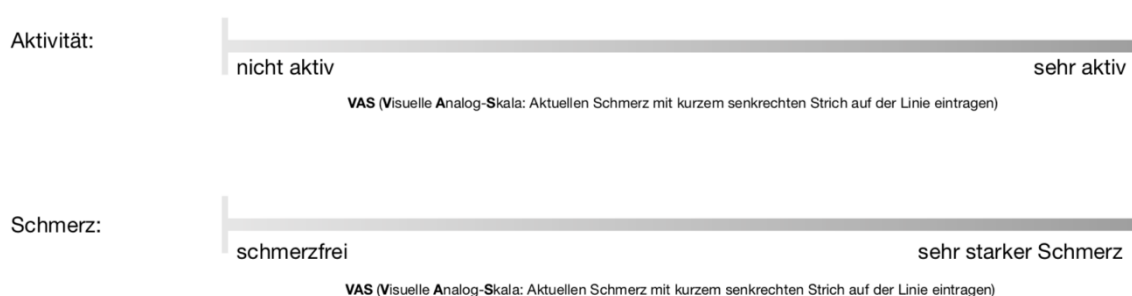 Aktivität:
nicht aktiv sehr aktiv
VAS (Visuelle Analog-Skala: Aktuellen Schmerz mit kurzem senkrechten Strich auf der Linie eintragen)
Schmerz:
schmerzfrei sehr starker Schmerz
VAS (Visuelle Analog-Skala: Aktuellen Schmerz mit kurzem senkrechten Strich auf der Linie eintragen)